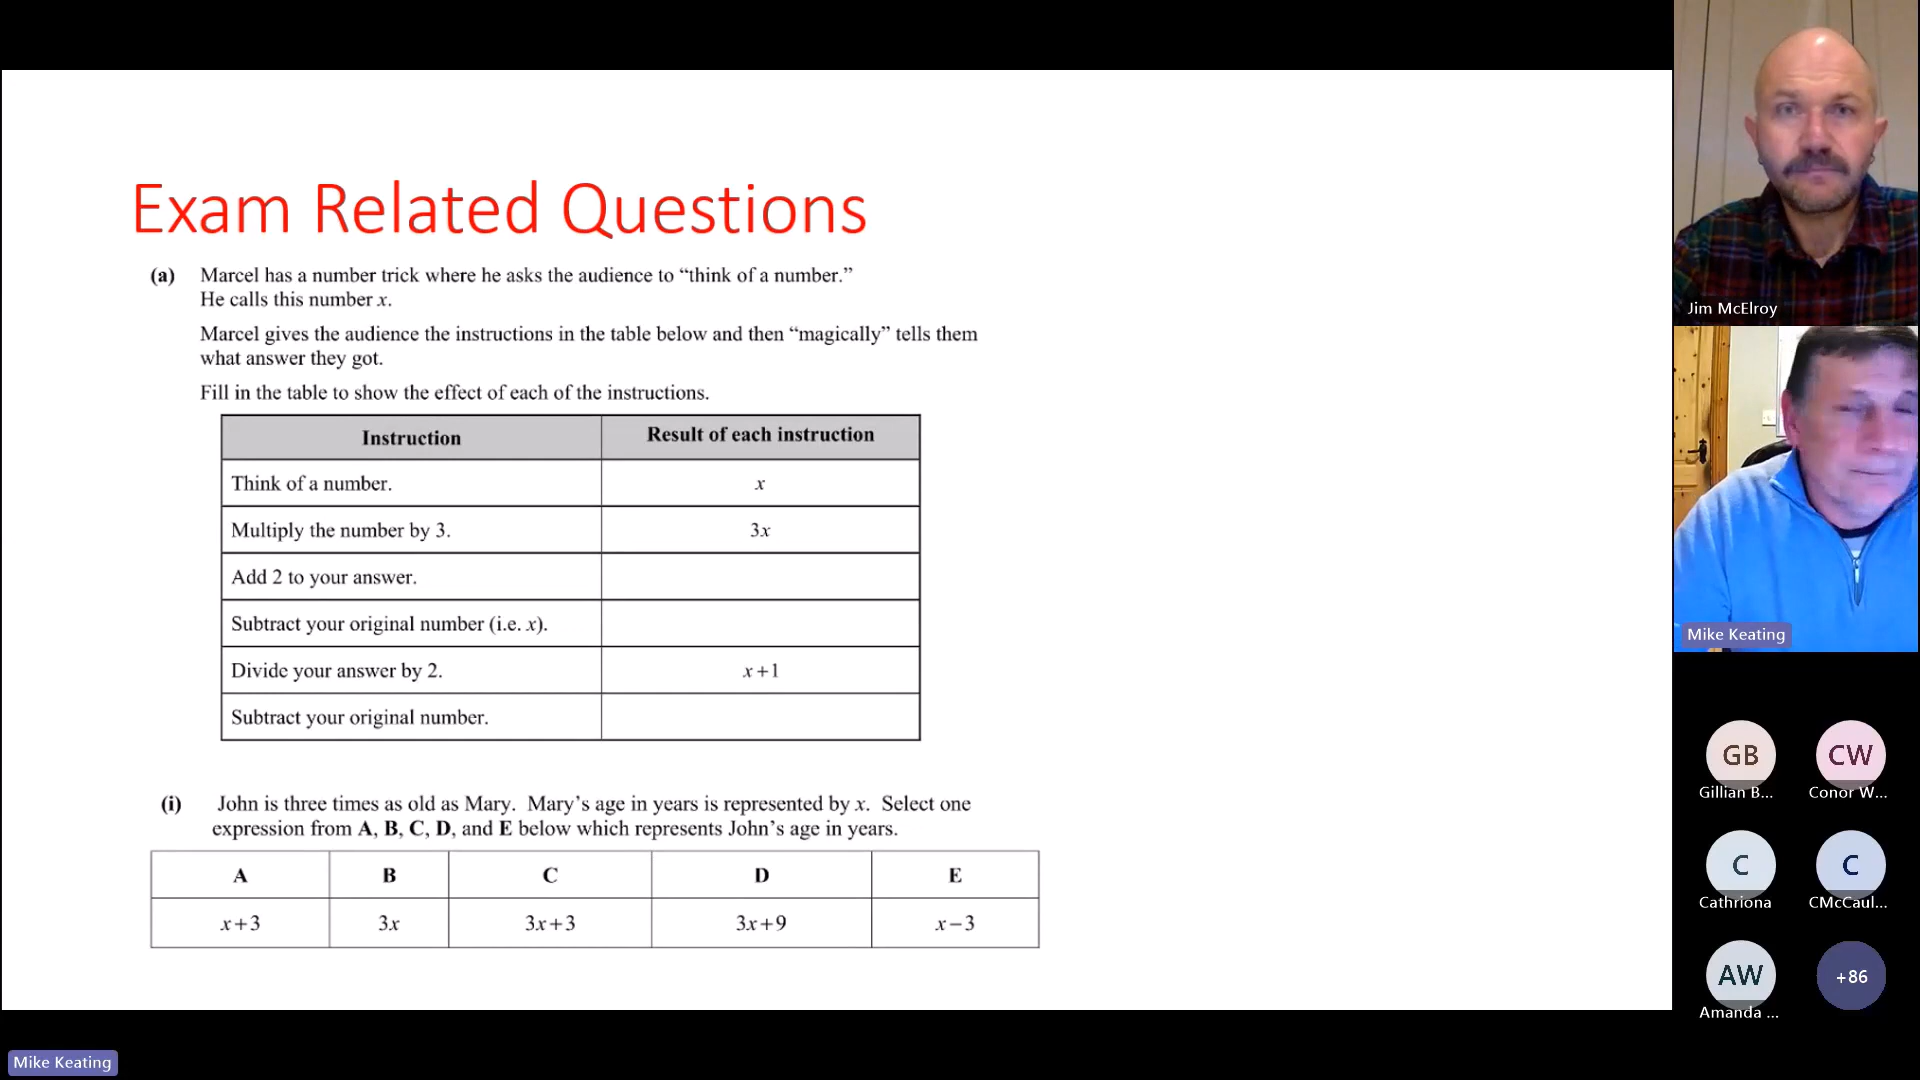 Exam Related Questions
(a) Marcel has a number trick where he asks the audience to “think of a number.”
He calls this number x.
Marcel gives the audience the instructions in the table below and then “magically” tells them
what answer they got.
Fill in the table to show the effect of each of the instructions.
Instruction Result of each instruction
Think of a number. x
Multiply the number by 3. 3x
Add 2 to your answer.
Subtract your original number (i.e. x).
Divide your answer by 2. x+1
Subtract your original number.
(i) John is three times as old as Mary. Mary’s age in years is represented by x. Select one
expression from A, B, C, D, and E below which represents John’s age in years.
A B C D E
x+3 3x 3x+3 3x+9 x−3
Jim McElroy
Mike Keating
GB CW
Gillian B... Conor W...
C C
Cathriona CMcCaul...
AW +86
Amanda ...
Mike Keating